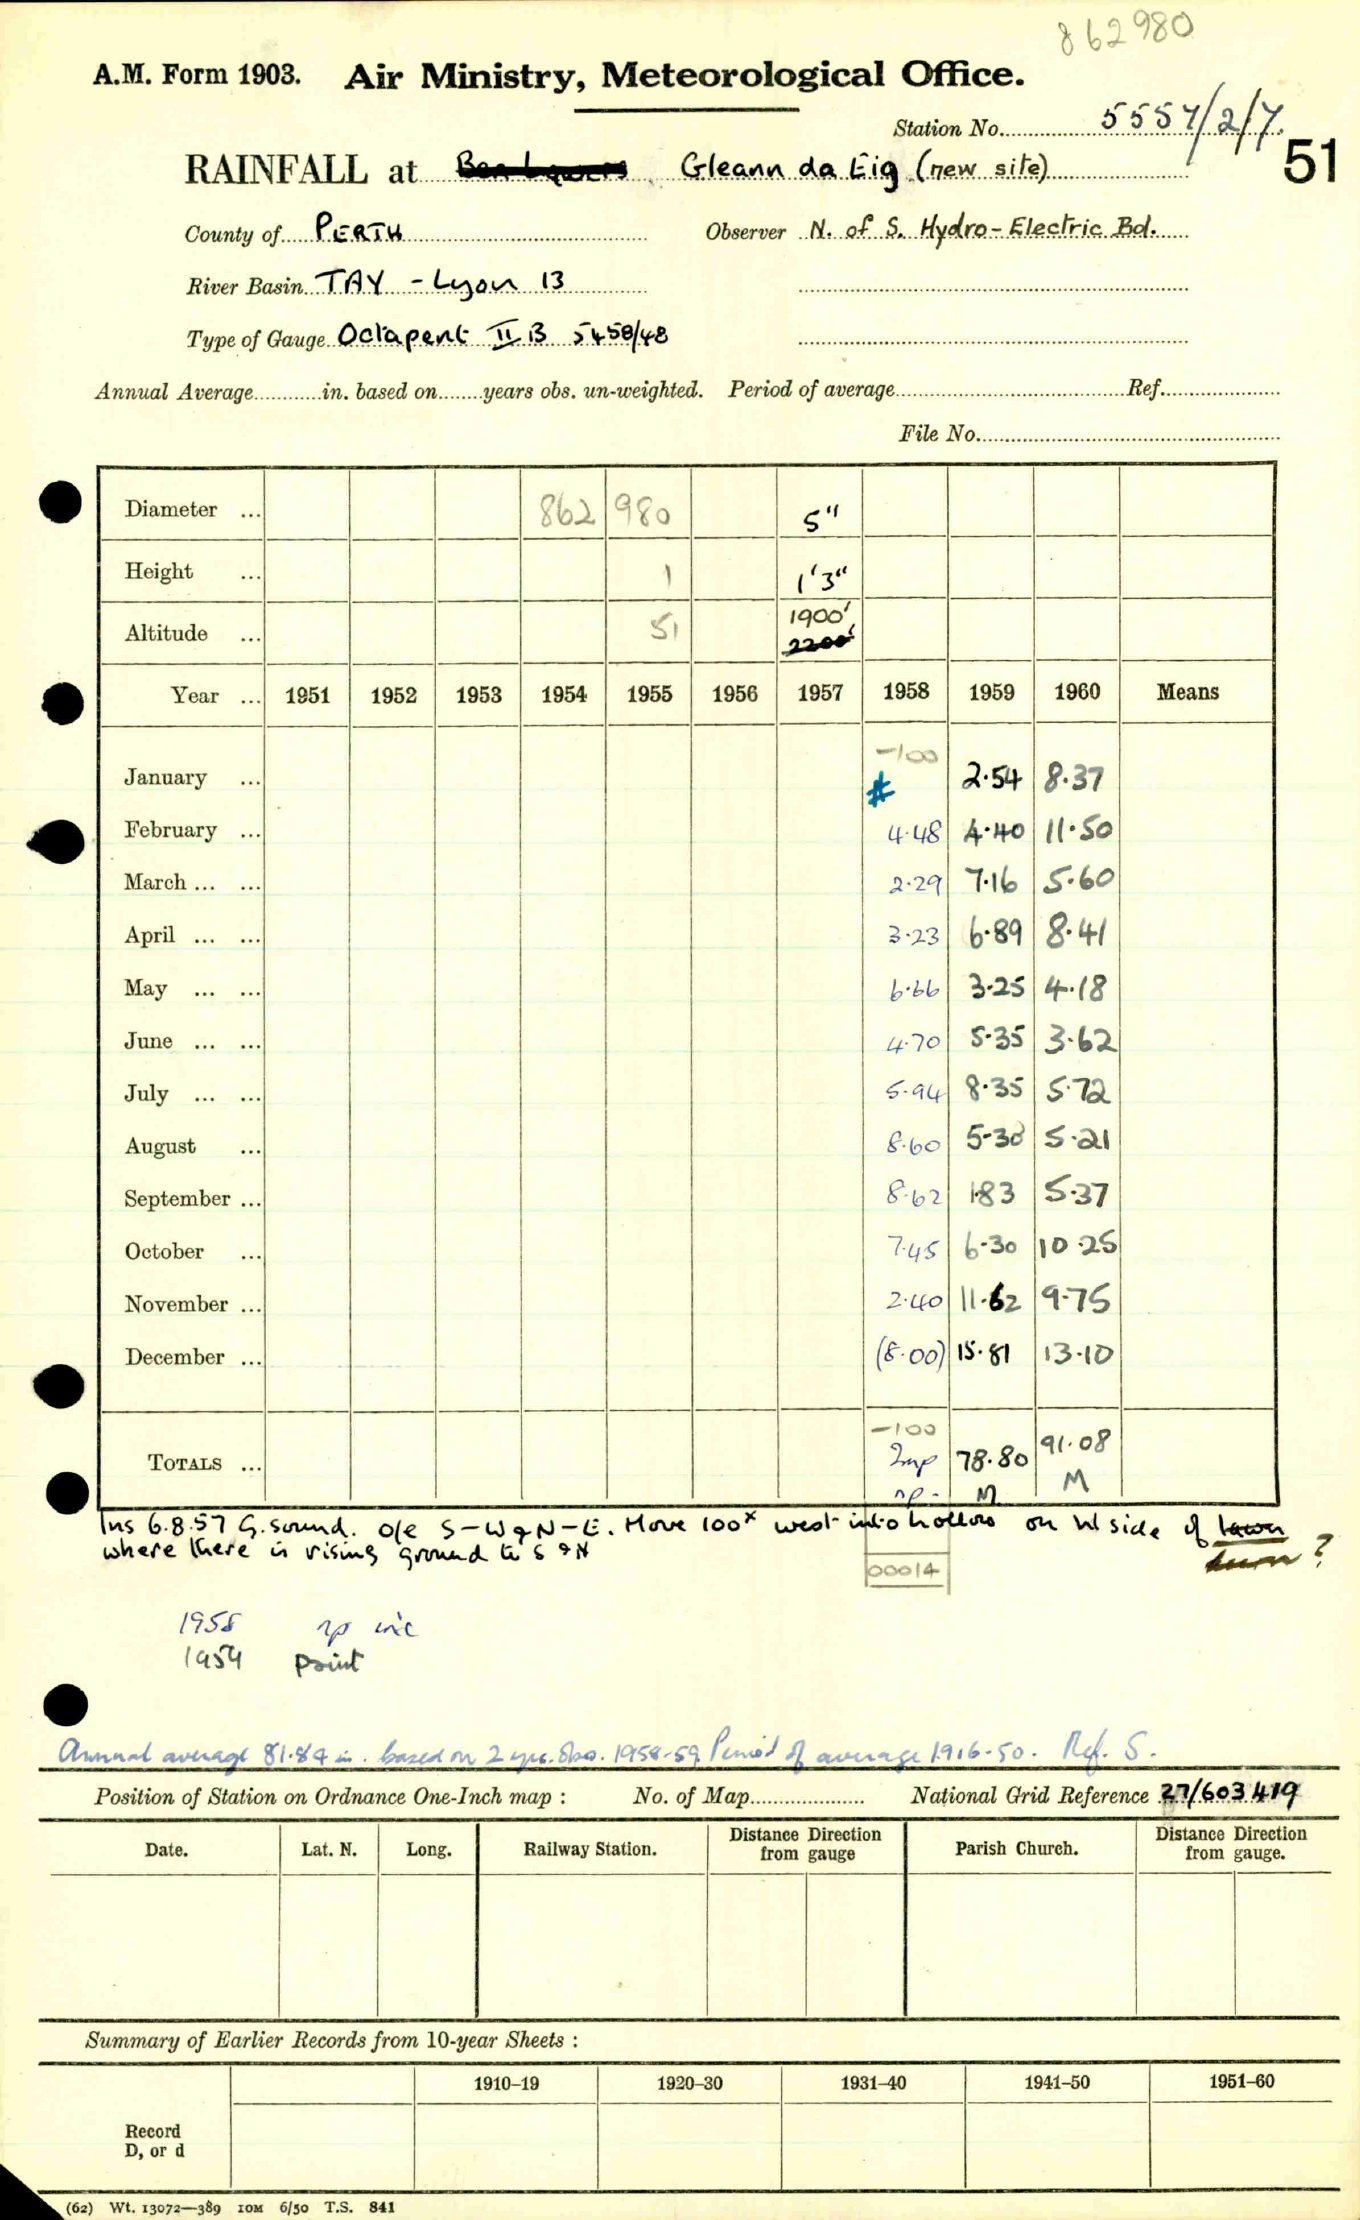 862980
A.M. Form 1903. Air Ministry, Meteorological Office.
Station No. 5557/2/7.
51
RAINFALL at Ben Lawers Gleann da Eig (new site)
County of PERTH Observer N. of S. Hydro-Electric Bd.
River Basin TAY - Lyon 13
Type of Gauge Octapent II B 5458/48
Annual Average in. based on years obs. un-weighted. Period of average Ref.
File No.
Diameter ... 862 980 5"
Height ... 1 1'3"
Altitude ... 51 1900' 2200'
Year ... 1951 1952 1953 1954 1955 1956 1957 1958 1959 1960 Means
-100
January ... # 2.54 8.37
February ... 4.48 4.40 11.50
March ... ... 2.29 7.16 5.60
April ... ... 3.23 6.89 8.41
May ... ... 6.66 3.25 4.18
June ... ... 4.70 5.35 3.62
July ... ... 5.94 8.35 5.72
August ... 8.60 5.30 5.21
September ... 8.62 1.83 5.37
October ... 7.45 6.30 10.25
November ... 2.40 11.62 9.75
December ... (8.00) 15.81 13.10
-100
TOTALS ... 78.80 91.08
np. M M
Ins 6.8.57 G. sound. o/e S-W & N-E. Move 100x west into hollow on W side of lawn
where there is rising ground to S & N ?
00014
1958 np
1959 point
Annual average 81.84 in. based on 2 yrs. obs. 1958-59. Period of average 1916-50. Ref. S.
Position of Station on Ordnance One-Inch map : No. of Map National Grid Reference 27/603419
Date. Lat. N. Long. Railway Station. Distance from Direction gauge Parish Church. Distance from Direction gauge.
Summary of Earlier Records from 10-year Sheets :
1910–19 1920–30 1931–40 1941–50 1951–60
Record
D, or d
(62) Wt. 13072—389 10M 6/50 T.S. 841